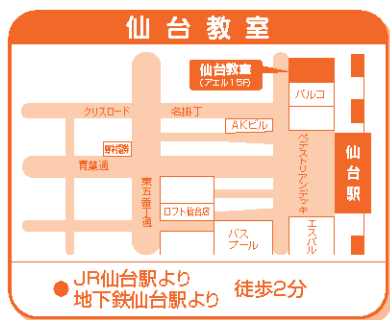 仙台教室
仙台教室
(アエル15F)
パルコ
クリスロード
名掛丁
AKビル
野村證券
青葉通
東五番丁通
ロフト仙台店
バス
プール
ペデストリアンデッキ
エスパル
仙台駅
●JR仙台駅より
地下鉄仙台駅より
徒歩2分